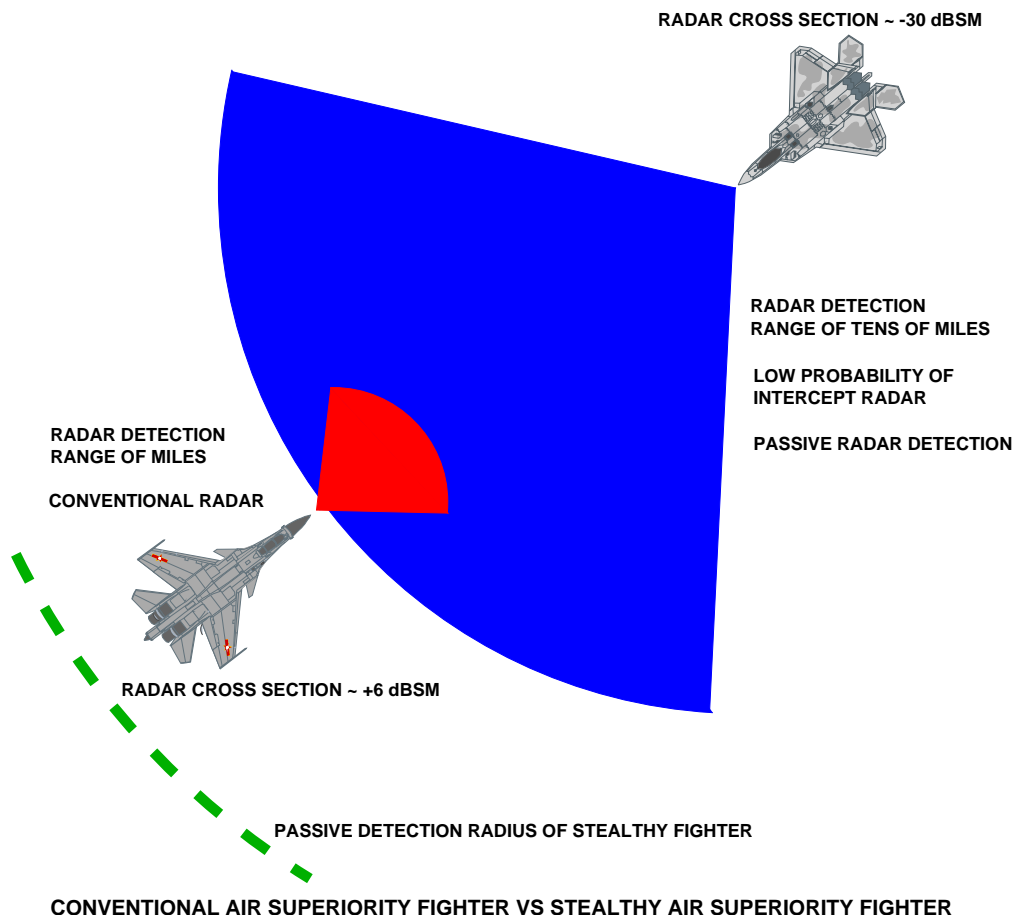 RADAR CROSS SECTION ~ -30 dBSM
RADAR DETECTION
RANGE OF TENS OF MILES
LOW PROBABILITY OF
INTERCEPT RADAR
PASSIVE RADAR DETECTION
RADAR DETECTION
RANGE OF MILES
CONVENTIONAL RADAR
RADAR CROSS SECTION ~ +6 dBSM
PASSIVE DETECTION RADIUS OF STEALTHY FIGHTER
CONVENTIONAL AIR SUPERIORITY FIGHTER VS STEALTHY AIR SUPERIORITY FIGHTER